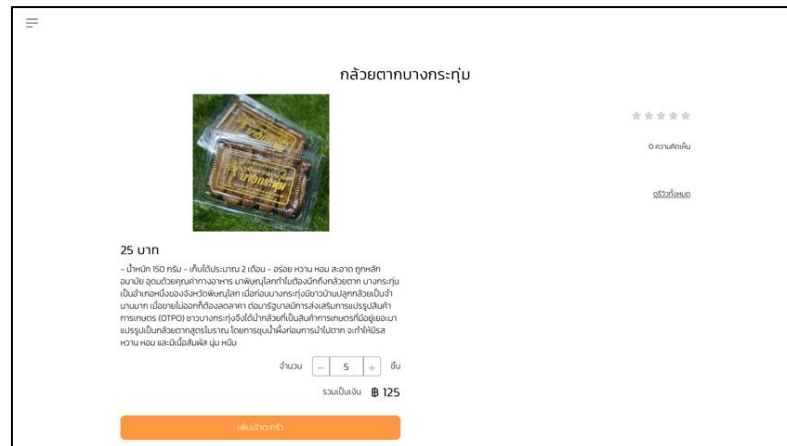 กล้วยตากบางกระทุ่ม
บางกระทุ่ม
0 ความคิดเห็น
ดูรีวิวทั้งหมด
25 บาท
- น้ำหนัก 150 กรัม - เก็บได้ประมาณ 2 เดือน - อร่อย หวาน หอม สะอาด ถูกหลัก
อนามัย อุดมด้วยคุณค่าทางอาหาร มาพิษณุโลกทำไมต้องนึกถึงกล้วยตาก บางกระทุ่ม
เป็นอำเภอหนึ่งของจังหวัดพิษณุโลก เมื่อก่อนบางกระทุ่มมีชาวบ้านปลูกกล้วยเป็นจำ
นวนมาก เมื่อขายไม่ออกก็ต้องลดราคา ต่อมารัฐบาลมีการส่งเสริมการแปรรูปสินค้า
การเกษตร (OTPO) ชาวบางกระทุ่งจึงได้นำกล้วยที่เป็นสินค้าการเกษตรที่มีอยู่เยอะมา
แปรรูปเป็นกล้วยตากสูตรโบราณ โดยการชุบน้ำผึ้งก่อนการนำไปตาก จะทำให้มีรส
หวาน หอม และมีเนื้อสัมผัส นุ่ม หนึบ
จำนวน − 5 + ชิ้น
รวมเป็นเงิน ฿ 125
เพิ่มเข้าตะกร้า